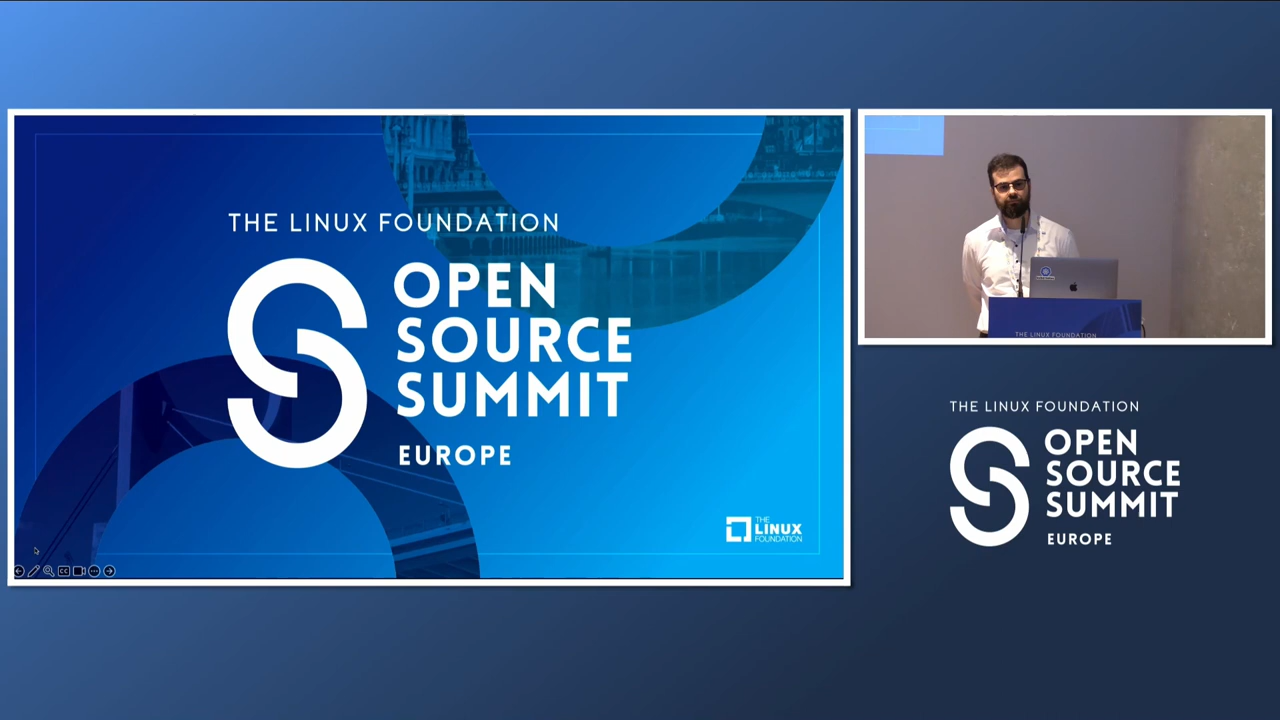 THE LINUX FOUNDATION
OPEN
SOURCE
SUMMIT
EUROPE
THE
LINUX
FOUNDATION
CC
THE LINUX FOUNDATION
THE LINUX FOUNDATION
OPEN
SOURCE
SUMMIT
EUROPE